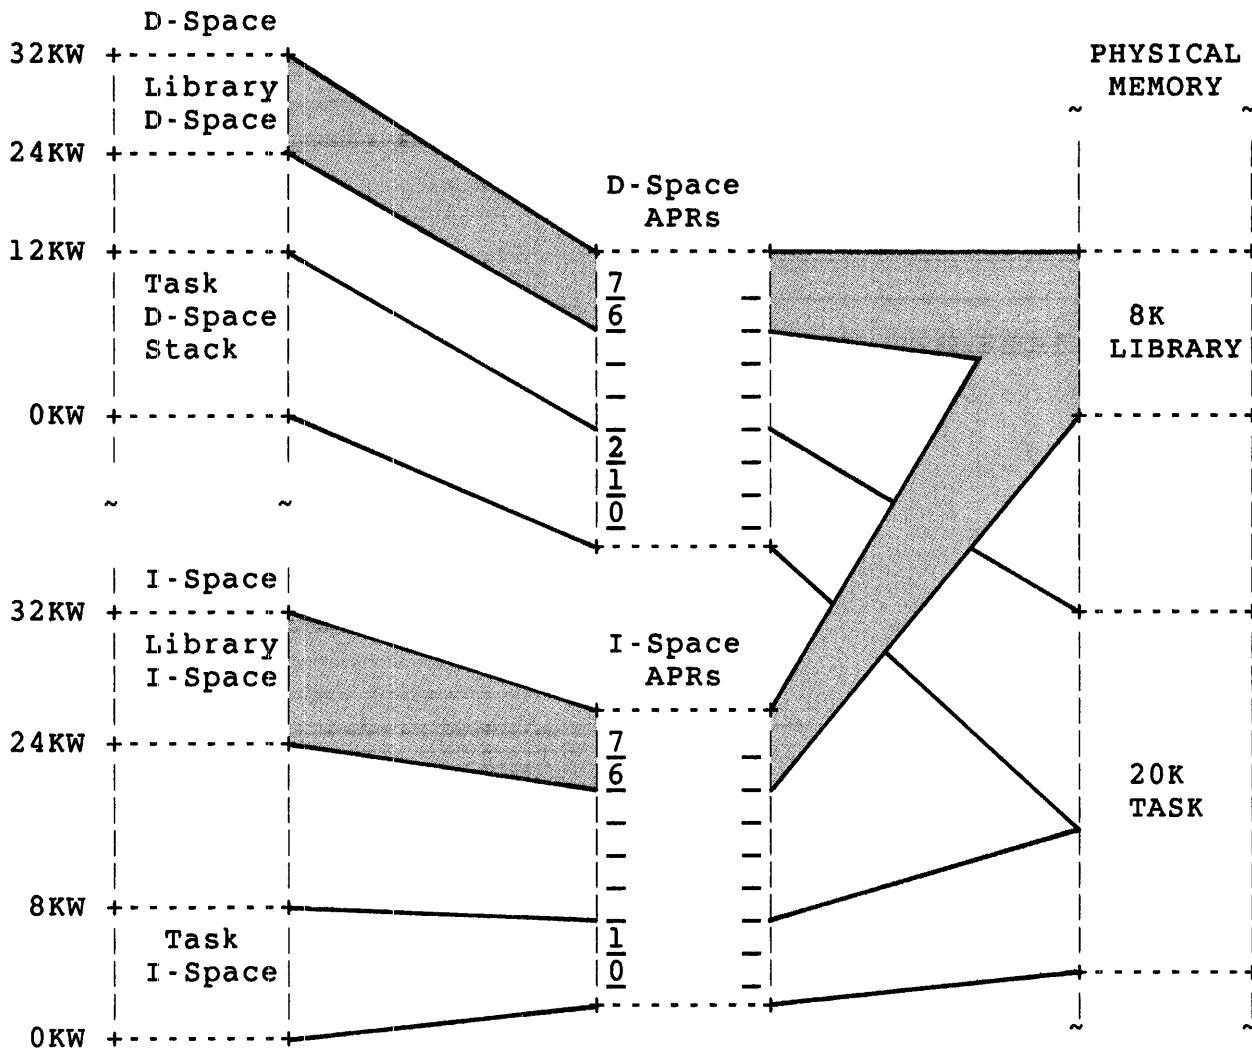 D-Space
32KW
Library
D-Space
24KW
12KW
Task
D-Space
Stack
0KW
I-Space
32KW
Library
I-Space
24KW
8KW
Task
I-Space
0KW
D-Space
APRs
7
6
2
1
0
I-Space
APRs
7
6
1
0
PHYSICAL
MEMORY
8K
LIBRARY
20K
TASK